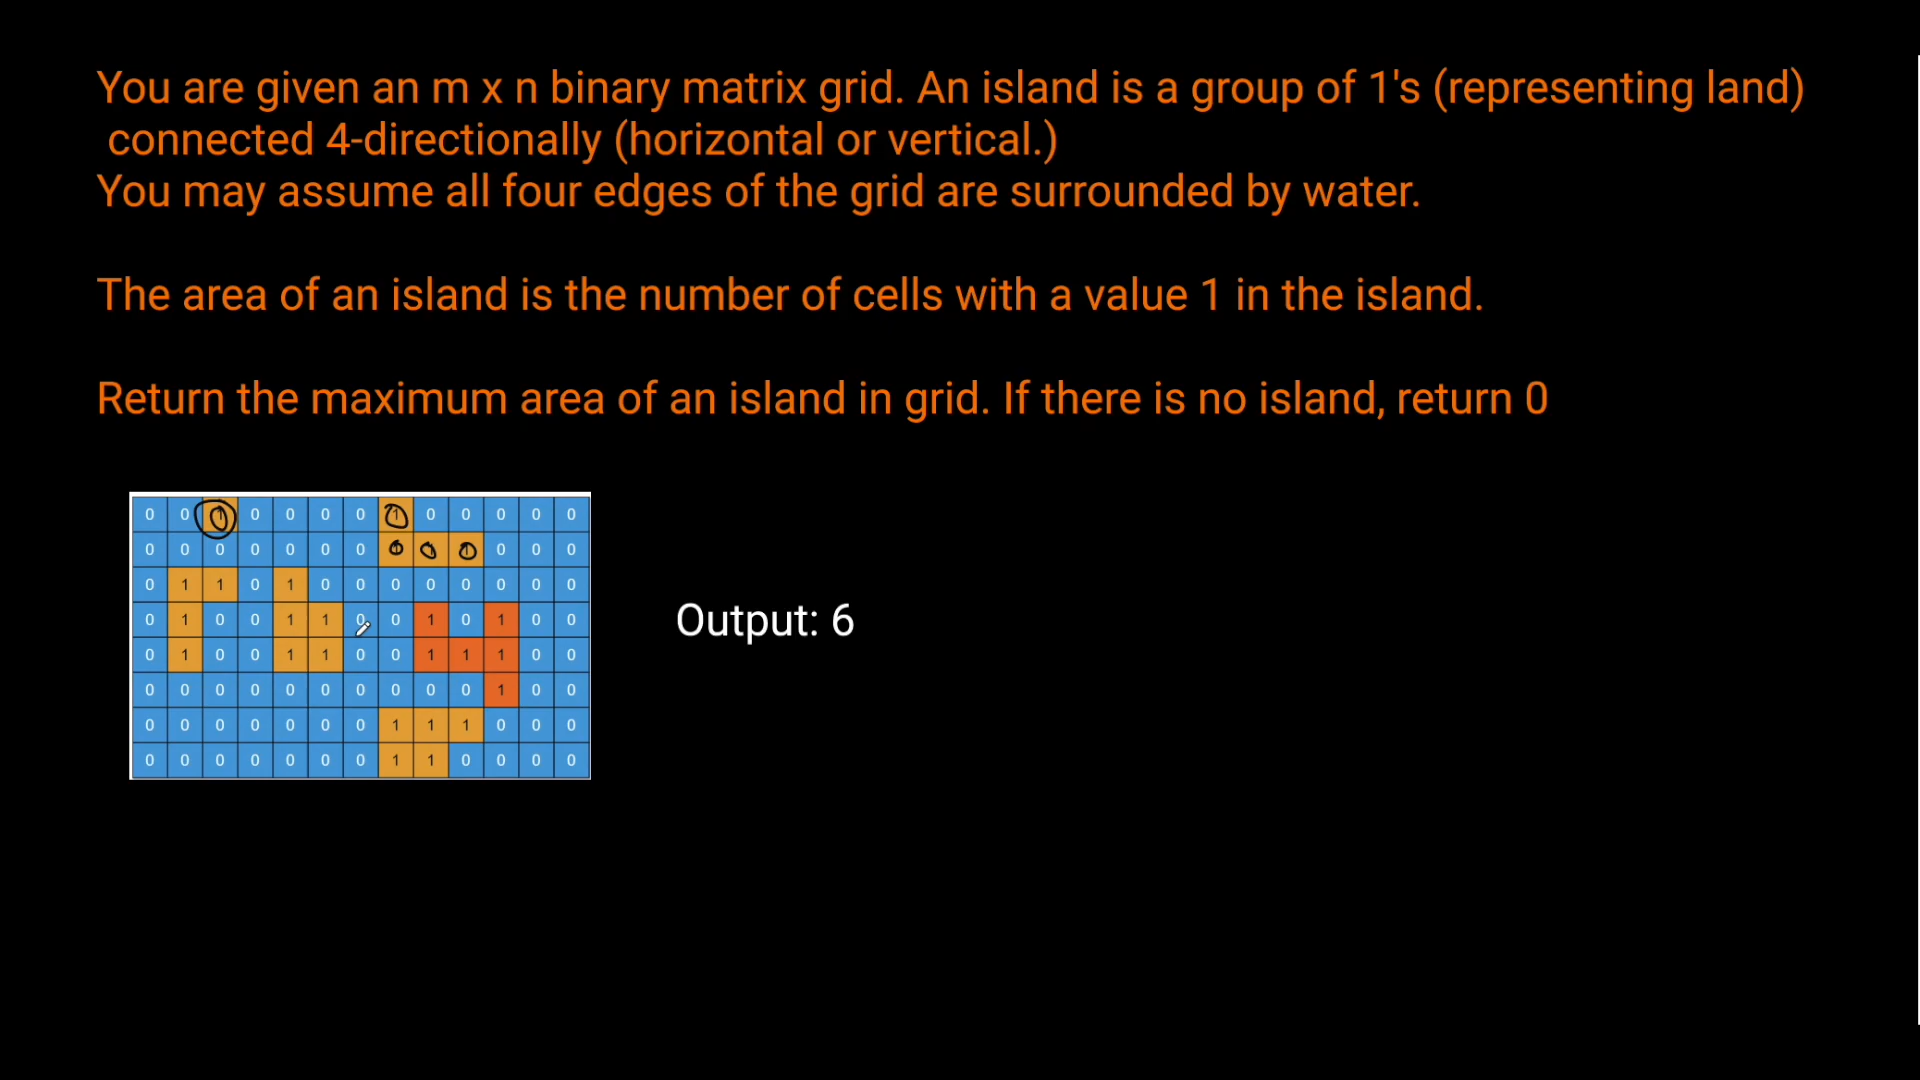 You are given an m x n binary matrix grid. An island is a group of 1's (representing land)
connected 4-directionally (horizontal or vertical.)
You may assume all four edges of the grid are surrounded by water.
The area of an island is the number of cells with a value 1 in the island.
Return the maximum area of an island in grid. If there is no island, return 0
0 0 1 0 0 0 0 1 0 0 0 0 0
0 0 0 0 0 0 0 1 1 1 0 0 0
0 1 1 0 1 0 0 0 0 0 0 0 0
0 1 0 0 1 1 0 0 1 0 1 0 0
0 1 0 0 1 1 0 0 1 1 1 0 0
0 0 0 0 0 0 0 0 0 0 1 0 0
0 0 0 0 0 0 0 1 1 1 0 0 0
0 0 0 0 0 0 0 1 1 0 0 0 0
Output: 6